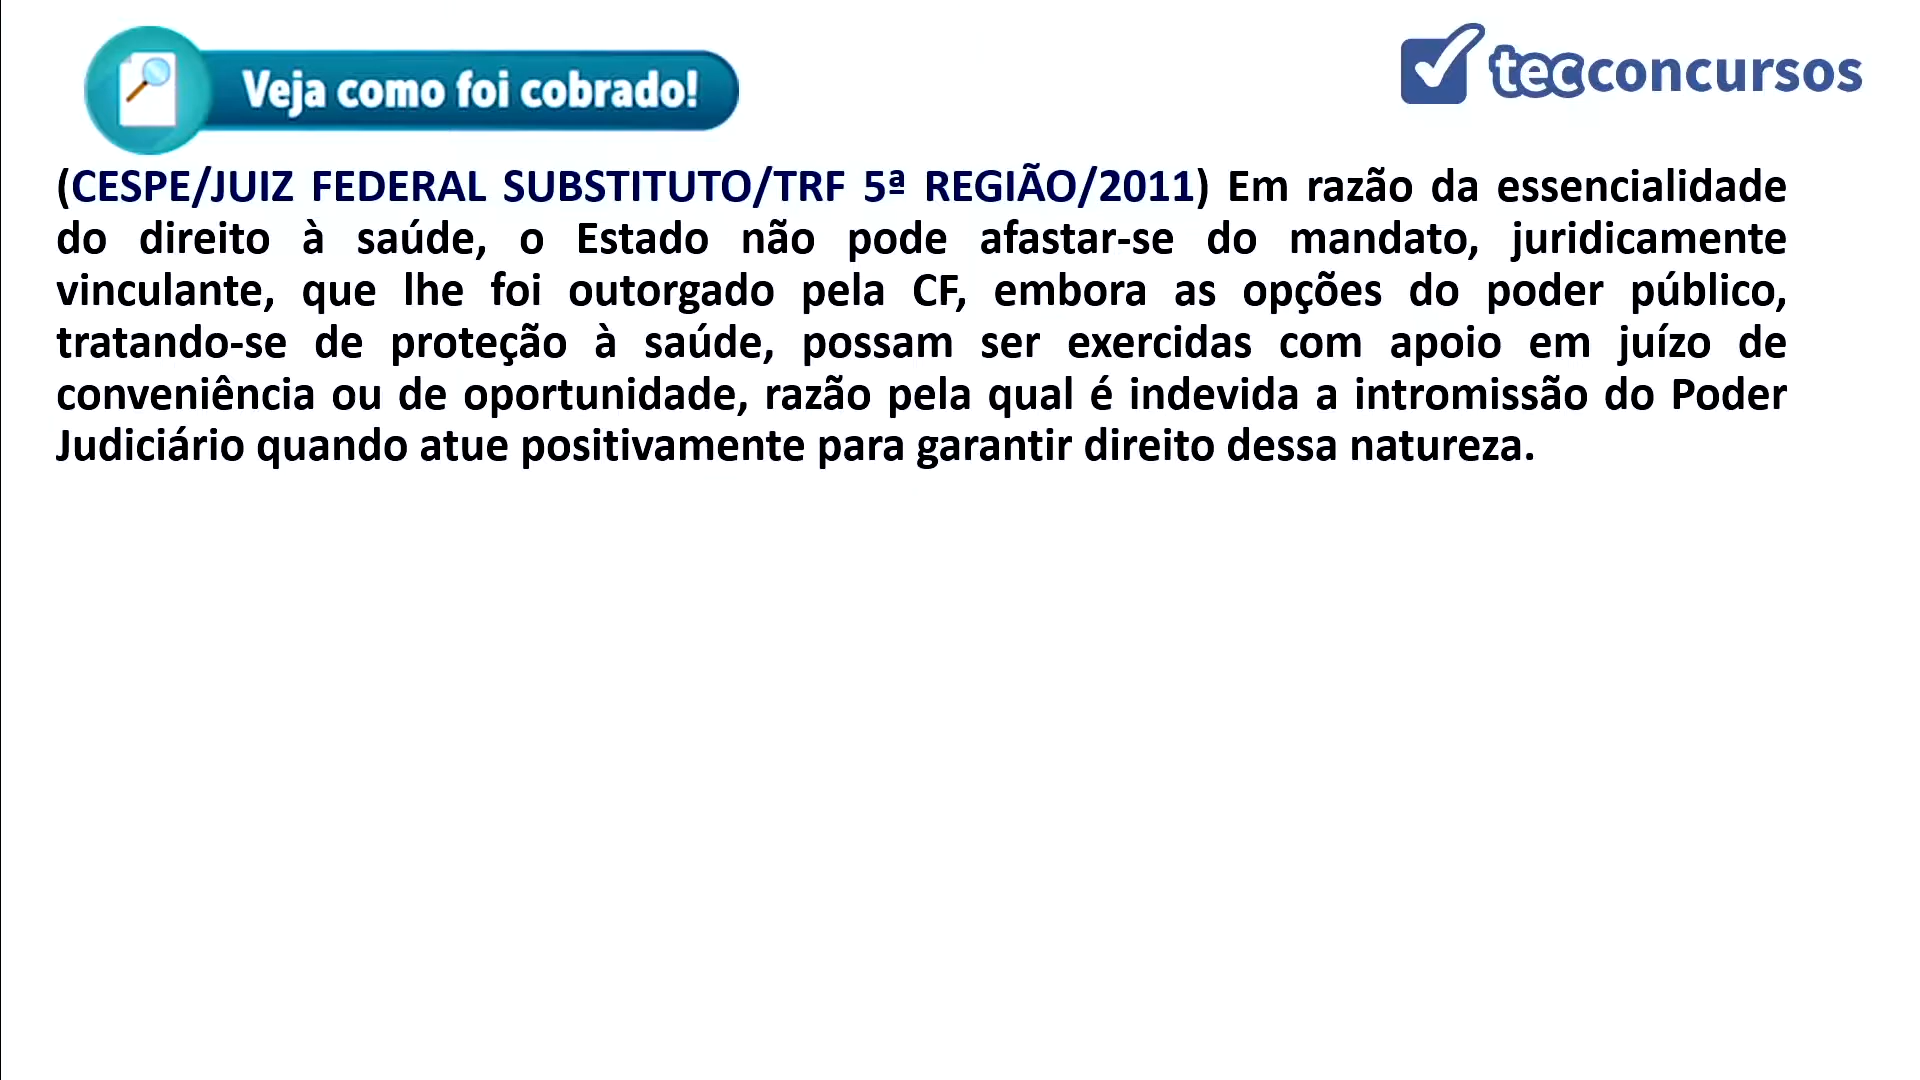 Veja como foi cobrado!
tecconcursos
(CESPE/JUIZ FEDERAL SUBSTITUTO/TRF 5ª REGIÃO/2011) Em razão da essencialidade
do direito à saúde, o Estado não pode afastar-se do mandato, juridicamente
vinculante, que lhe foi outorgado pela CF, embora as opções do poder público,
tratando-se de proteção à saúde, possam ser exercidas com apoio em juízo de
conveniência ou de oportunidade, razão pela qual é indevida a intromissão do Poder
Judiciário quando atue positivamente para garantir direito dessa natureza.